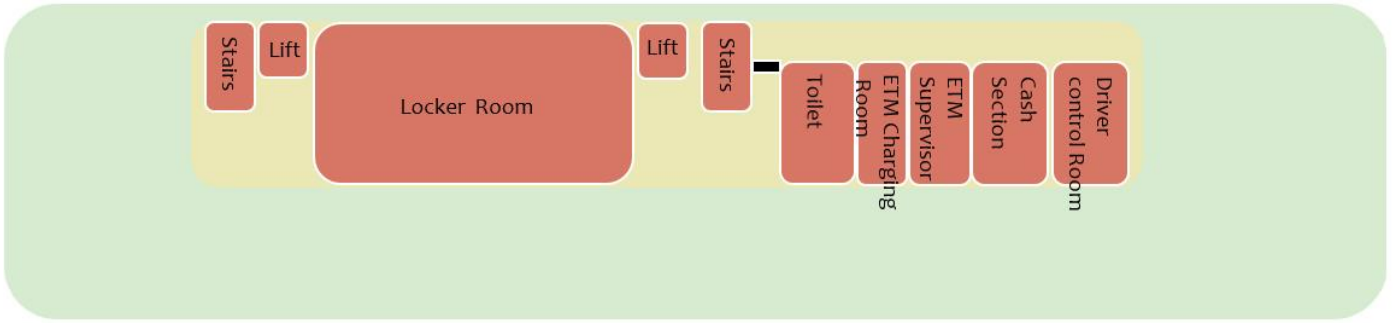 Stairs
Lift
Locker Room
Lift
Stairs
Toilet
ETM Charging
Room
ETM
Supervisor
Cash
Section
Driver
control Room